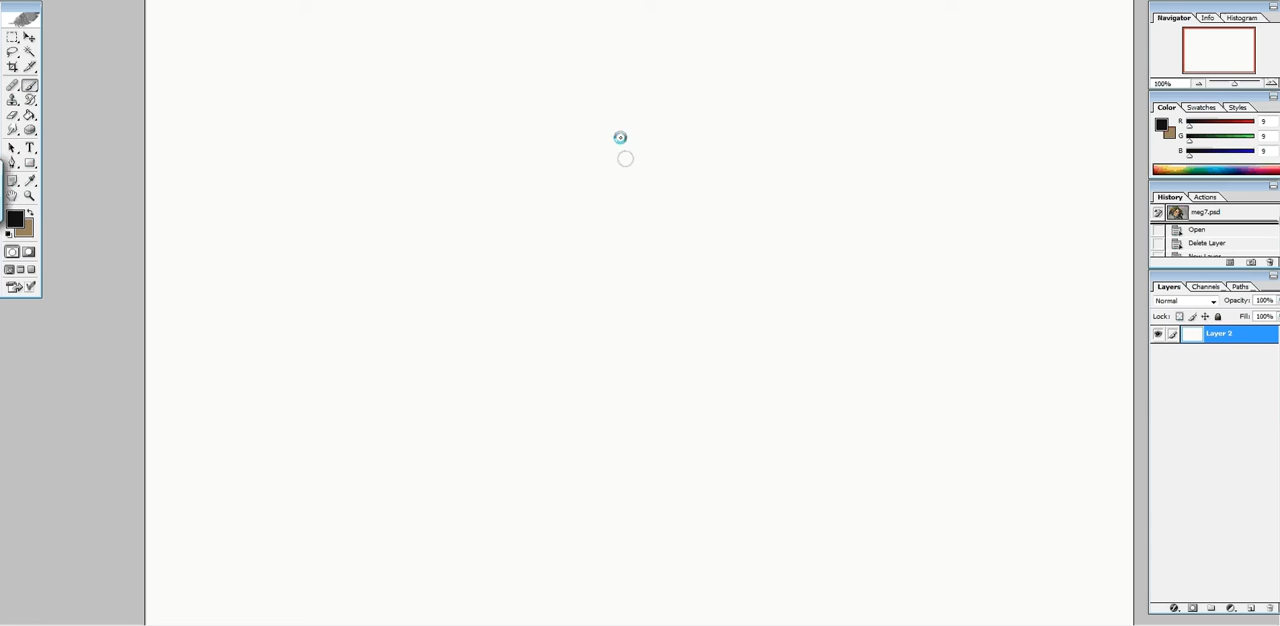 Navigator Info Histogram
100%
Color Swatches Styles
R 9
G 9
B 9
History Actions
meg7.psd
Open
Delete Layer
New Layer
Layers Channels Paths
Normal Opacity: 100%
Lock: Fill: 100%
Layer 2
T